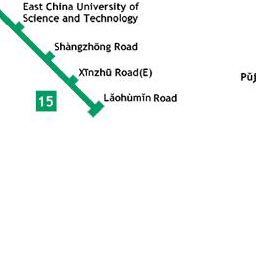 East China University of
Science and Technology
Shàngzhōng Road
Xīnzhū Road(E)
Lǎohùmǐn Road
15